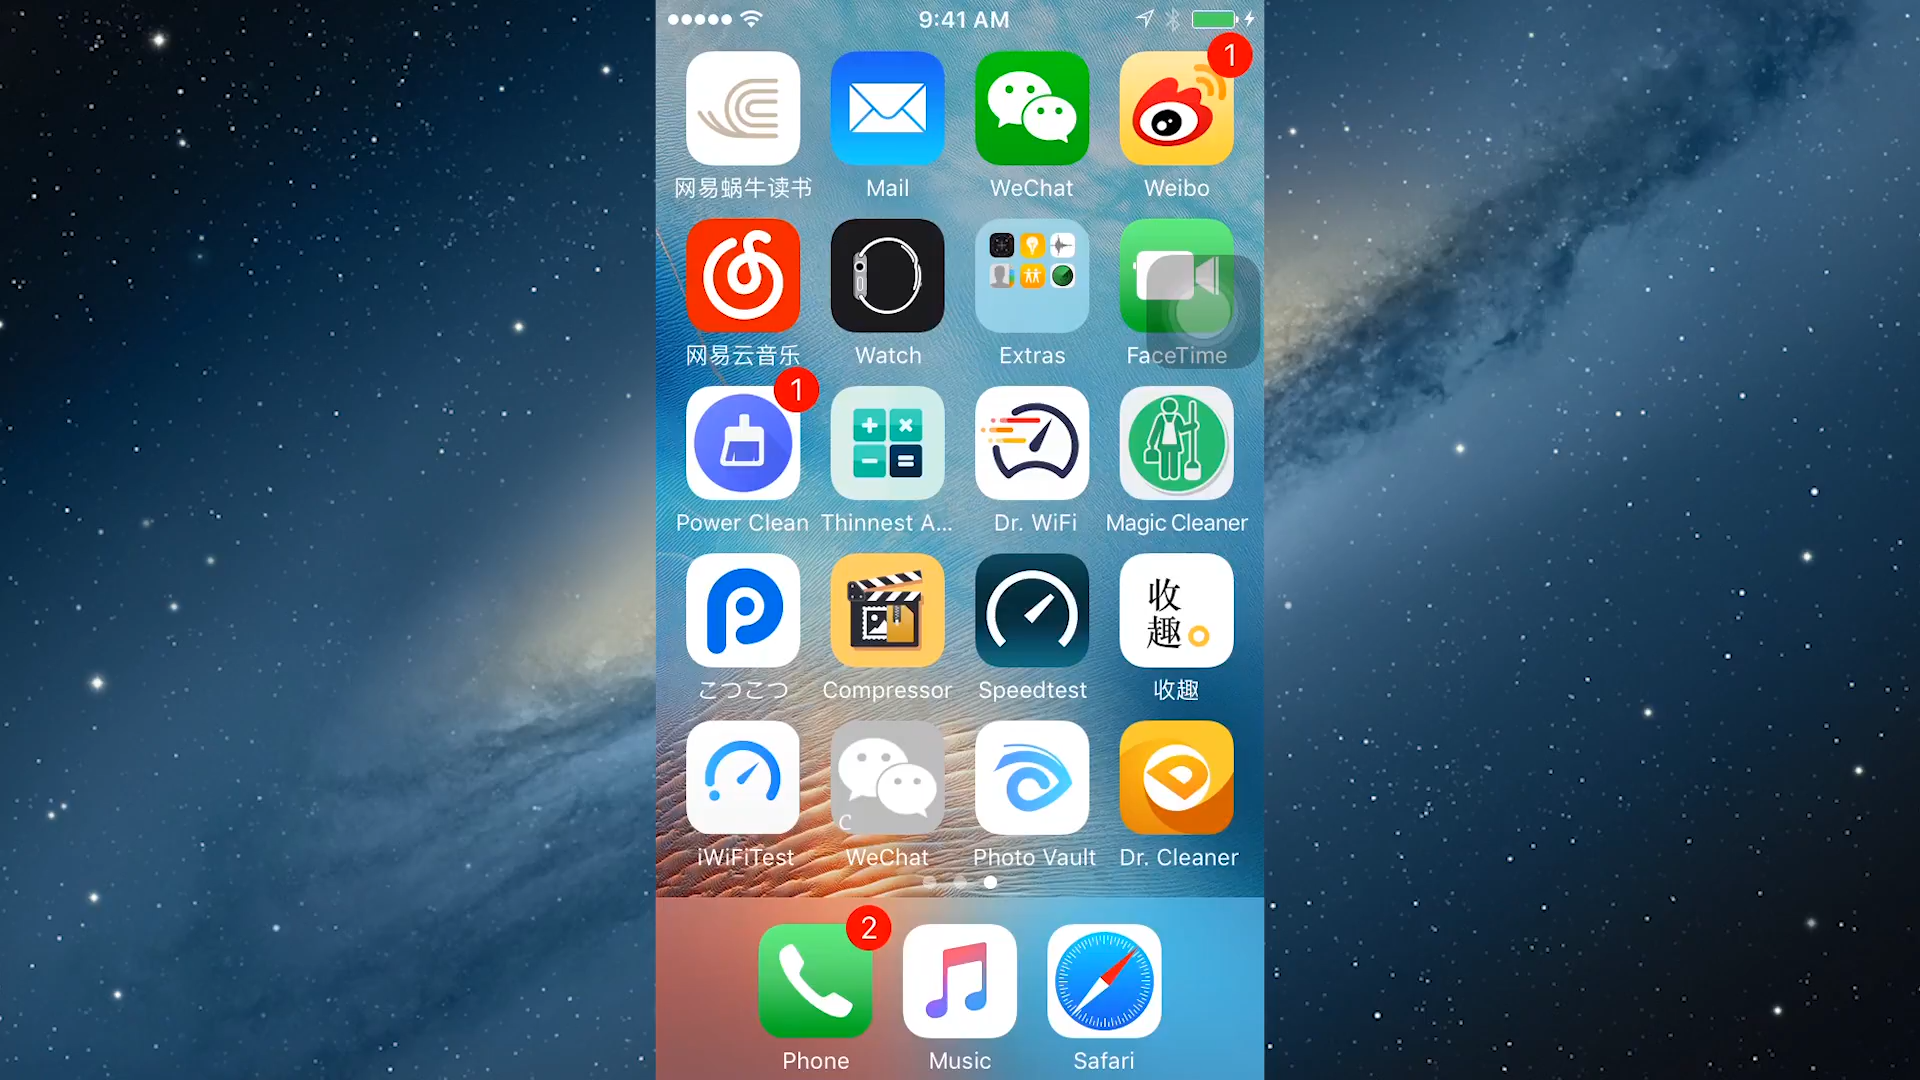 9:41 AM
1
网易蜗牛读书
Mail
WeChat
Weibo
网易云音乐
Watch
Extras
FaceTime
1
Power Clean
Thinnest A...
Dr. WiFi
Magic Cleaner
收
趣
こつこつ
Compressor
Speedtest
收趣
C
iWiFiTest
WeChat
Photo Vault
Dr. Cleaner
2
Phone
Music
Safari